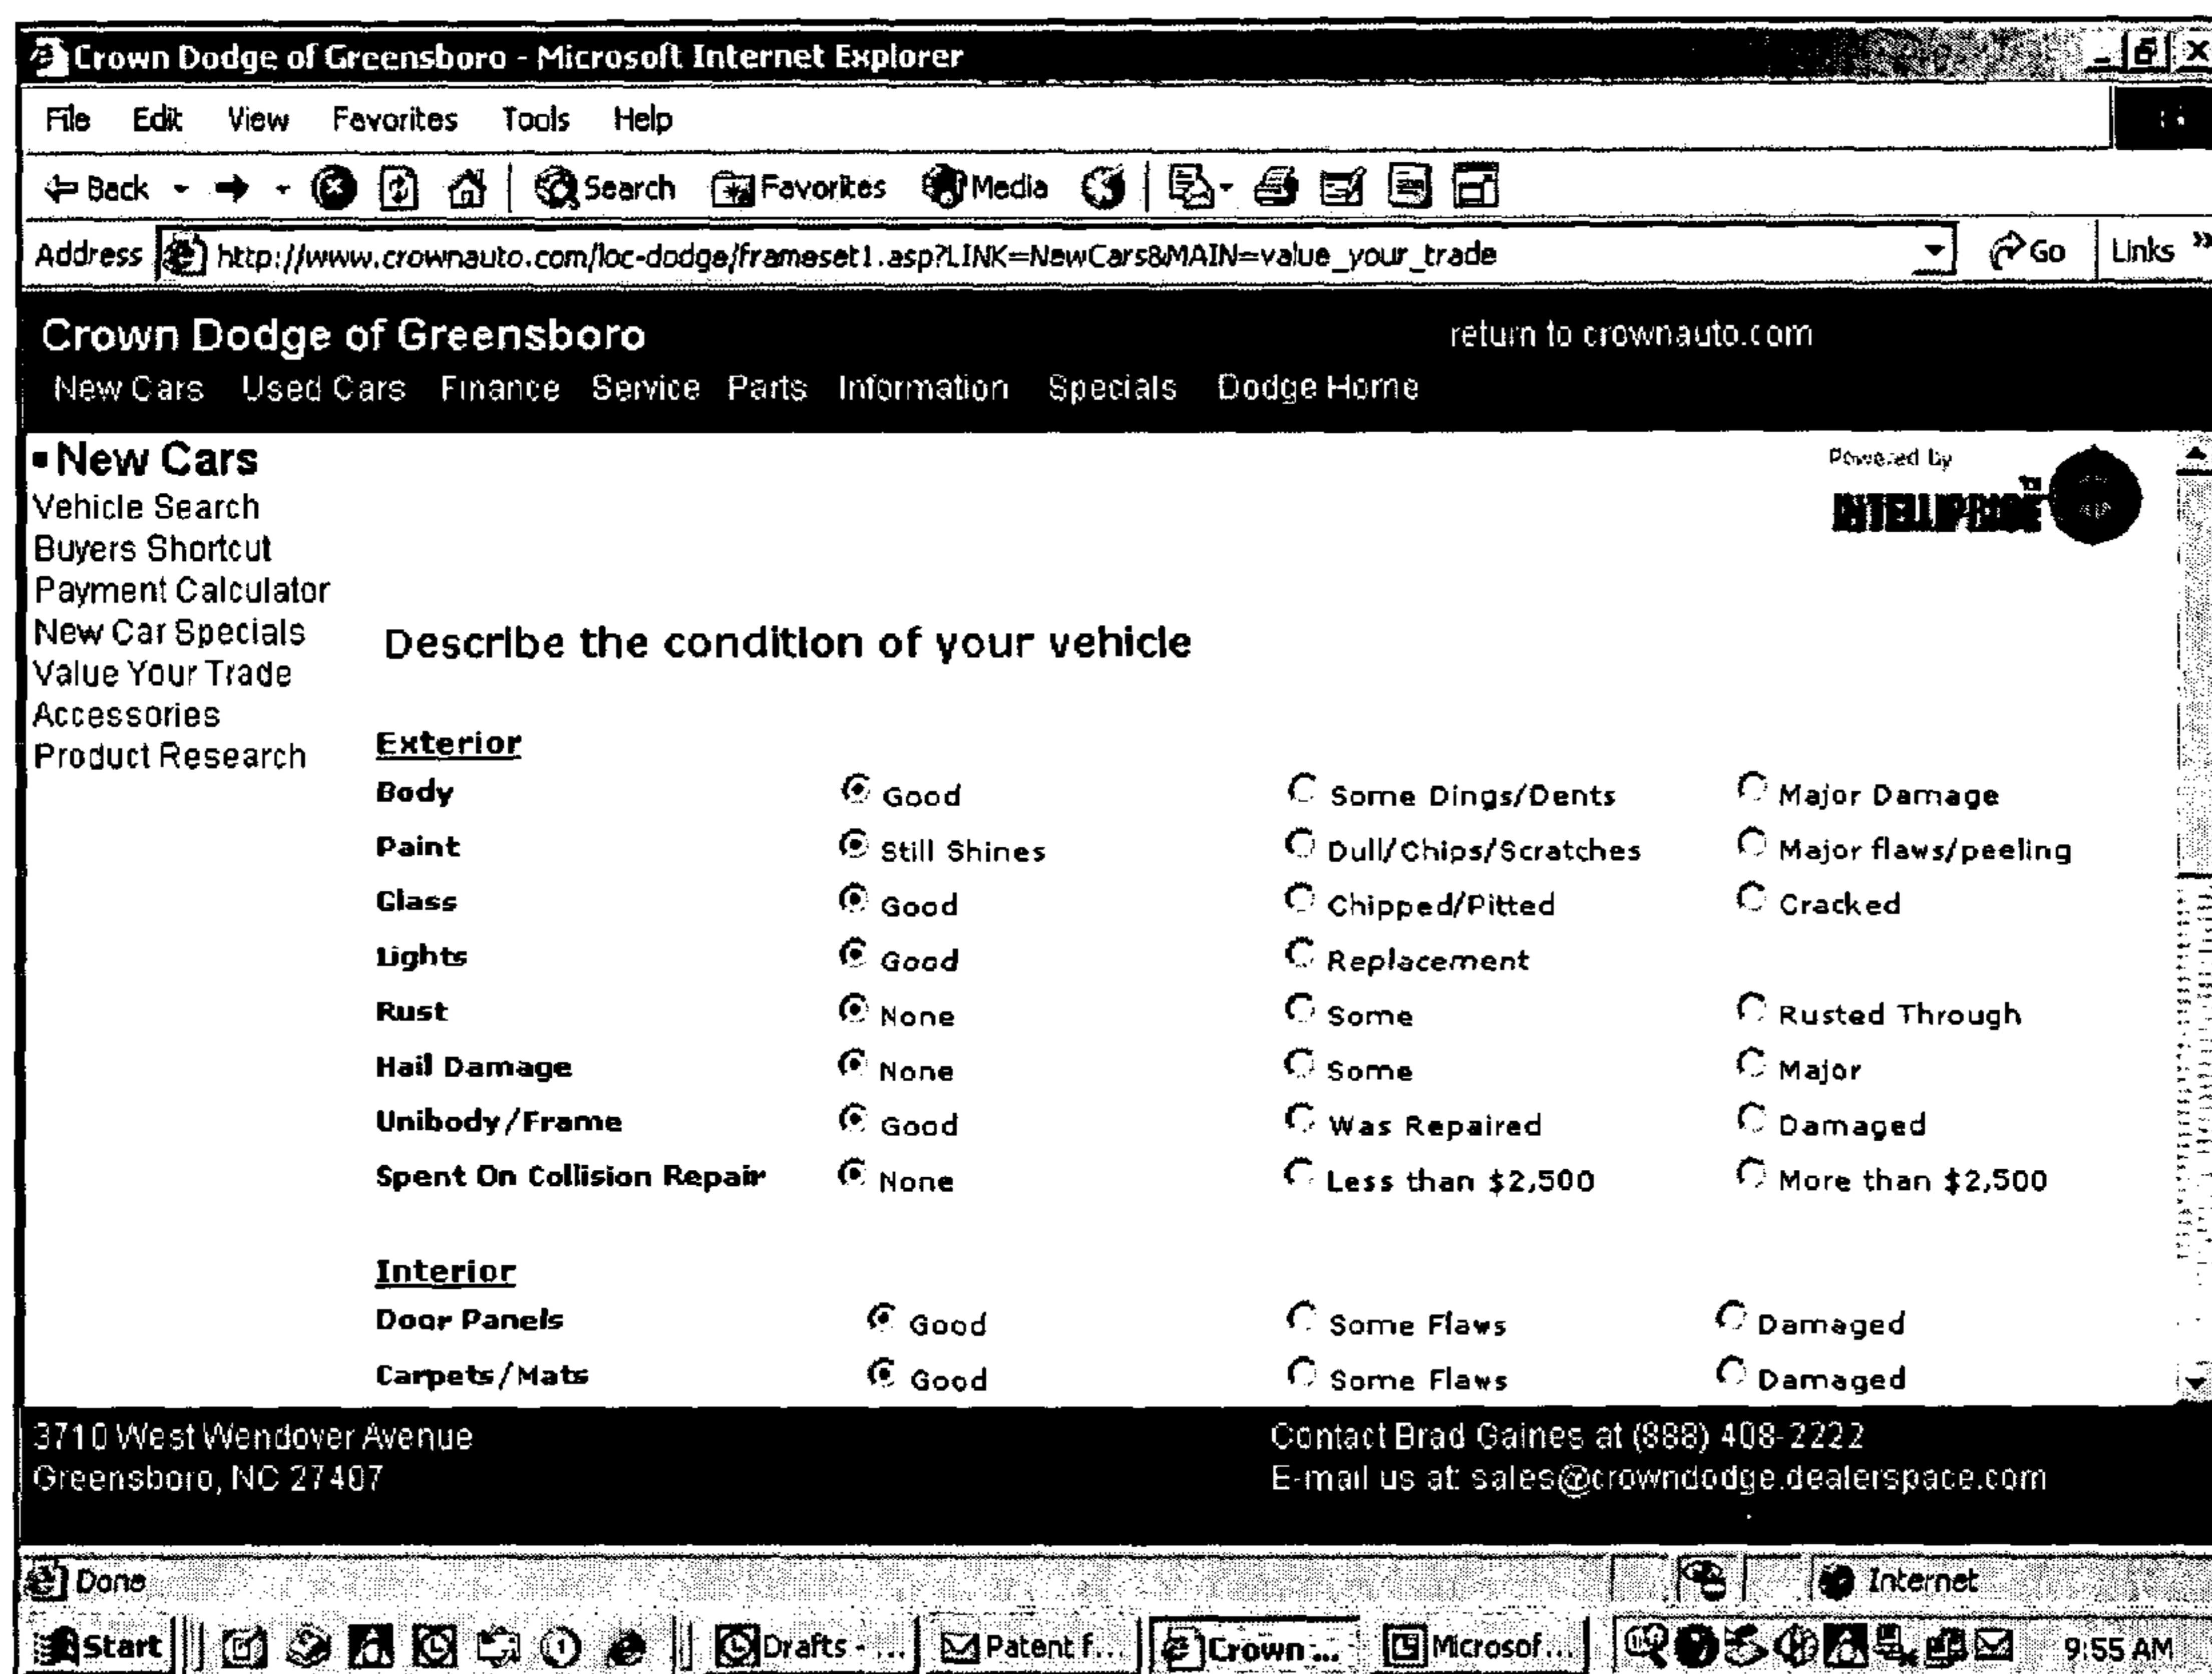 Crown Dodge of Greensboro - Microsoft Internet Explorer
File Edit View Favorites Tools Help
Back Search Favorites Media
Address http://www.crownauto.com/loc-dodge/frameset1.asp?LINK=NewCars&MAIN=value_your_trade Go Links »
Crown Dodge of Greensboro return to crownauto.com
New Cars Used Cars Finance Service Parts Information Specials Dodge Home
▪ New Cars
Vehicle Search
Buyers Shortcut
Payment Calculator
New Car Specials
Value Your Trade
Accessories
Product Research
Powered by
INTELLIPRICE TM
Describe the condition of your vehicle
Exterior
Body Good Some Dings/Dents Major Damage
Paint Still Shines Dull/Chips/Scratches Major flaws/peeling
Glass Good Chipped/Pitted Cracked
Lights Good Replacement
Rust None Some Rusted Through
Hail Damage None Some Major
Unibody/Frame Good Was Repaired Damaged
Spent On Collision Repair None Less than $2,500 More than $2,500
Interior
Door Panels Good Some Flaws Damaged
Carpets/Mats Good Some Flaws Damaged
3710 West Wendover Avenue Contact Brad Gaines at (888) 408-2222
Greensboro, NC 27407 E-mail us at: sales@crowndodge.dealerspace.com
Done Internet
Start Drafts - ... Patent f... Crown ... Microsof... 9:55 AM